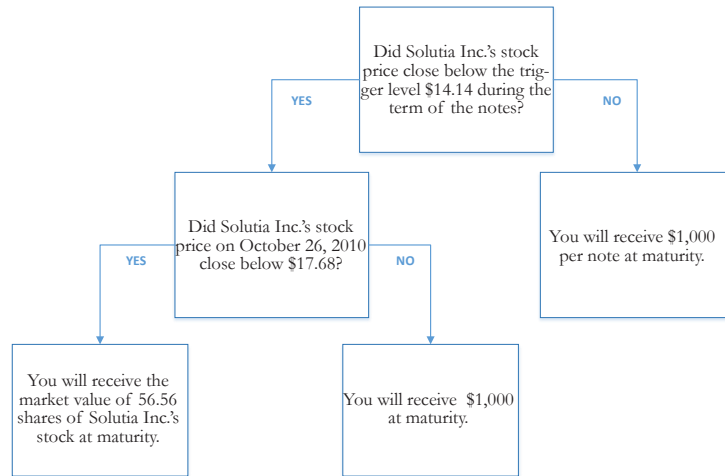 Did Solutia Inc.'s stock
price close below the trig-
ger level $14.14 during the
term of the notes?
YES
NO
Did Solutia Inc.'s stock
price on October 26, 2010
close below $17.68?
You will receive $1,000
per note at maturity.
YES
NO
You will receive the
market value of 56.56
shares of Solutia Inc.'s
stock at maturity.
You will receive $1,000
at maturity.